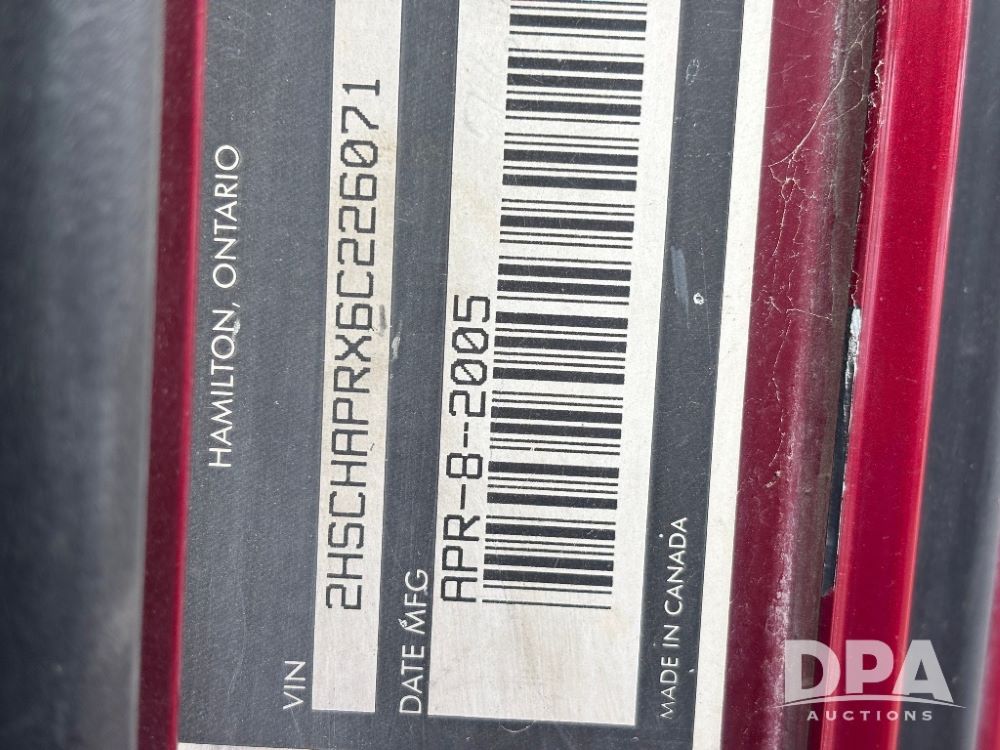 HAMILTON, ONTARIO
VIN
2HSCHAPRX6C226071
DATE MFG
APR-8-2005
MADE IN CANADA
DPA
AUCTIONS